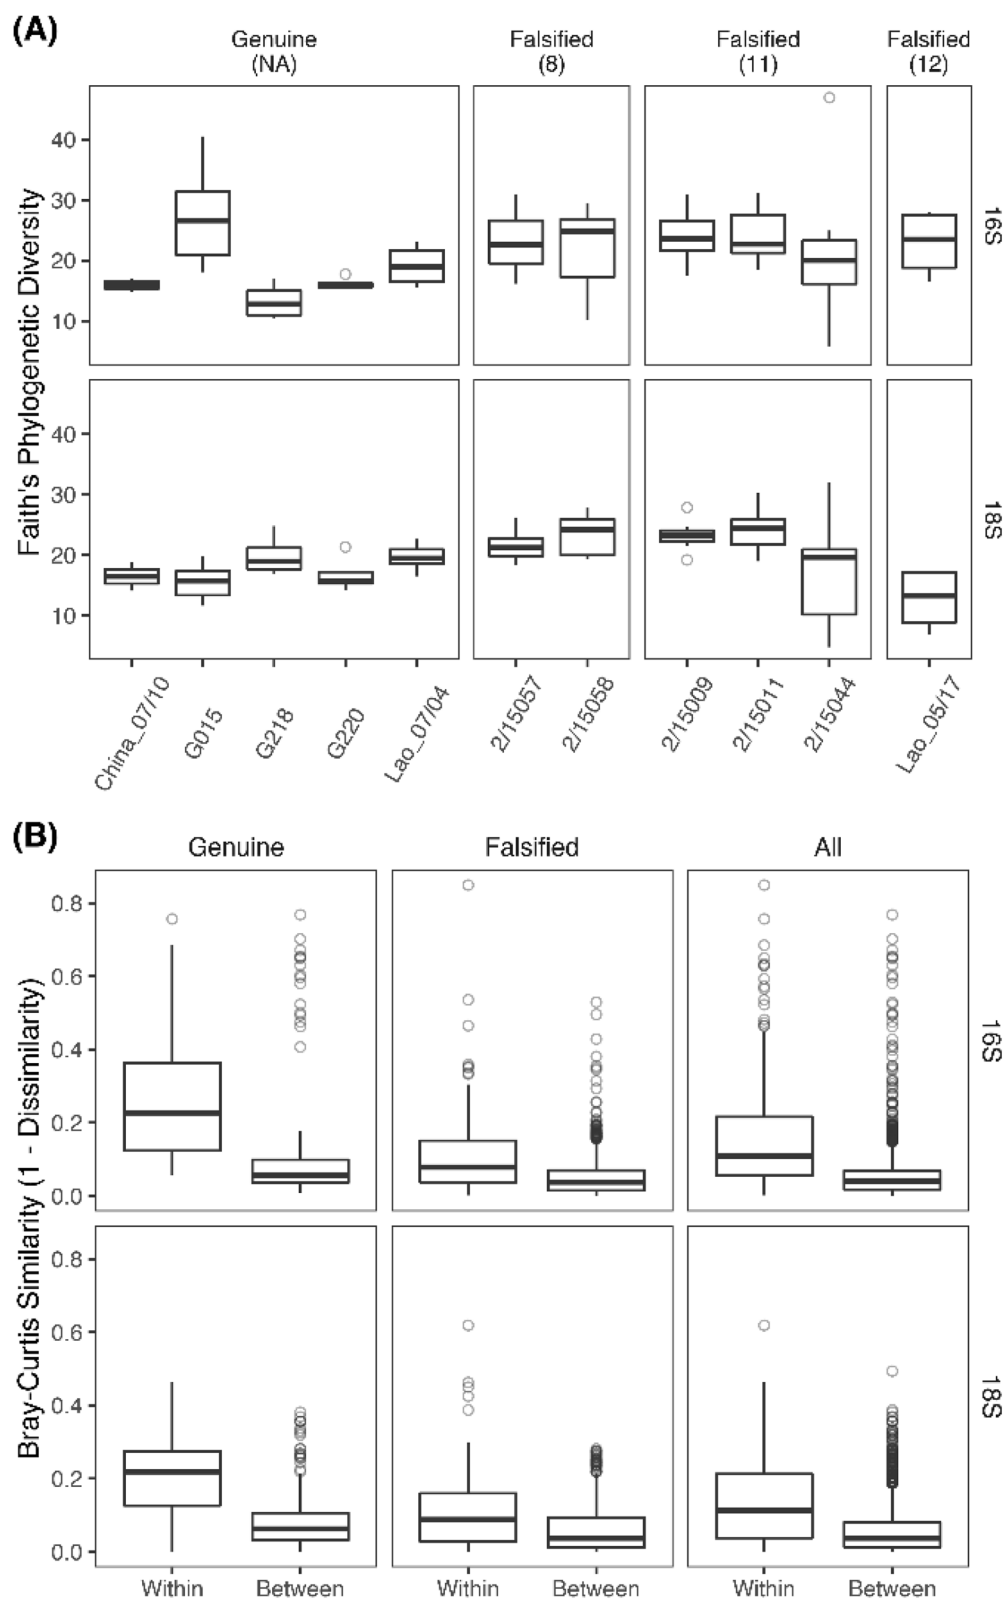 (A)
Genuine
(NA)
Falsified
(8)
Falsified
(11)
Falsified
(12)
Faith's Phylogenetic Diversity
40
30
20
10
16S
40
30
20
10
18S
China_07/10
G015
G218
G220
Lao_07/04
2/15057
2/15058
2/15009
2/15011
2/15044
Lao_05/17
(B)
Genuine
Falsified
All
Bray-Curtis Similarity (1 - Dissimilarity)
0.8
0.6
0.4
0.2
0.0
16S
0.8
0.6
0.4
0.2
0.0
18S
Within
Between
Within
Between
Within
Between